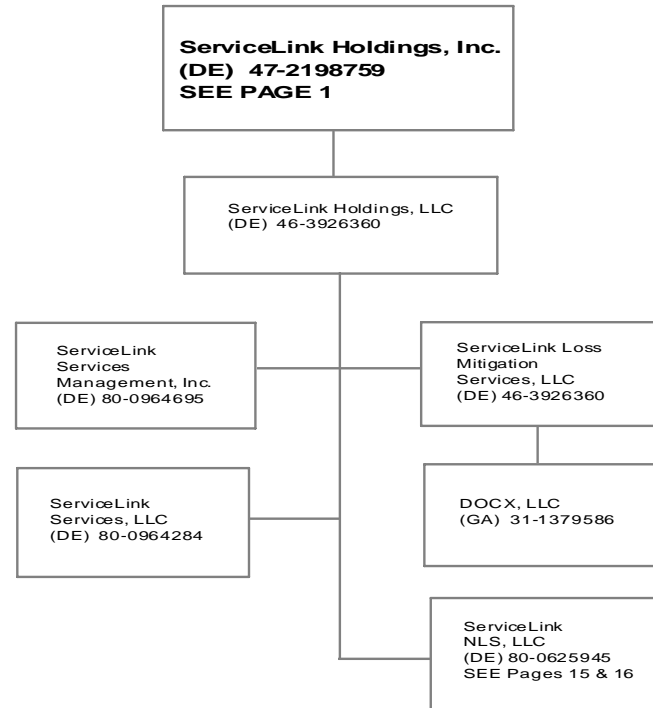 ServiceLink Holdings, Inc.
(DE) 47-2198759
SEE PAGE 1
ServiceLink Holdings, LLC
(DE) 46-3926360
ServiceLink
Services
Management, Inc.
(DE) 80-0964695
ServiceLink Loss
Mitigation
Services, LLC
(DE) 46-3926360
ServiceLink
Services, LLC
(DE) 80-0964284
DOCX, LLC
(GA) 31-1379586
ServiceLink
NLS, LLC
(DE) 80-0625945
SEE Pages 15 & 16